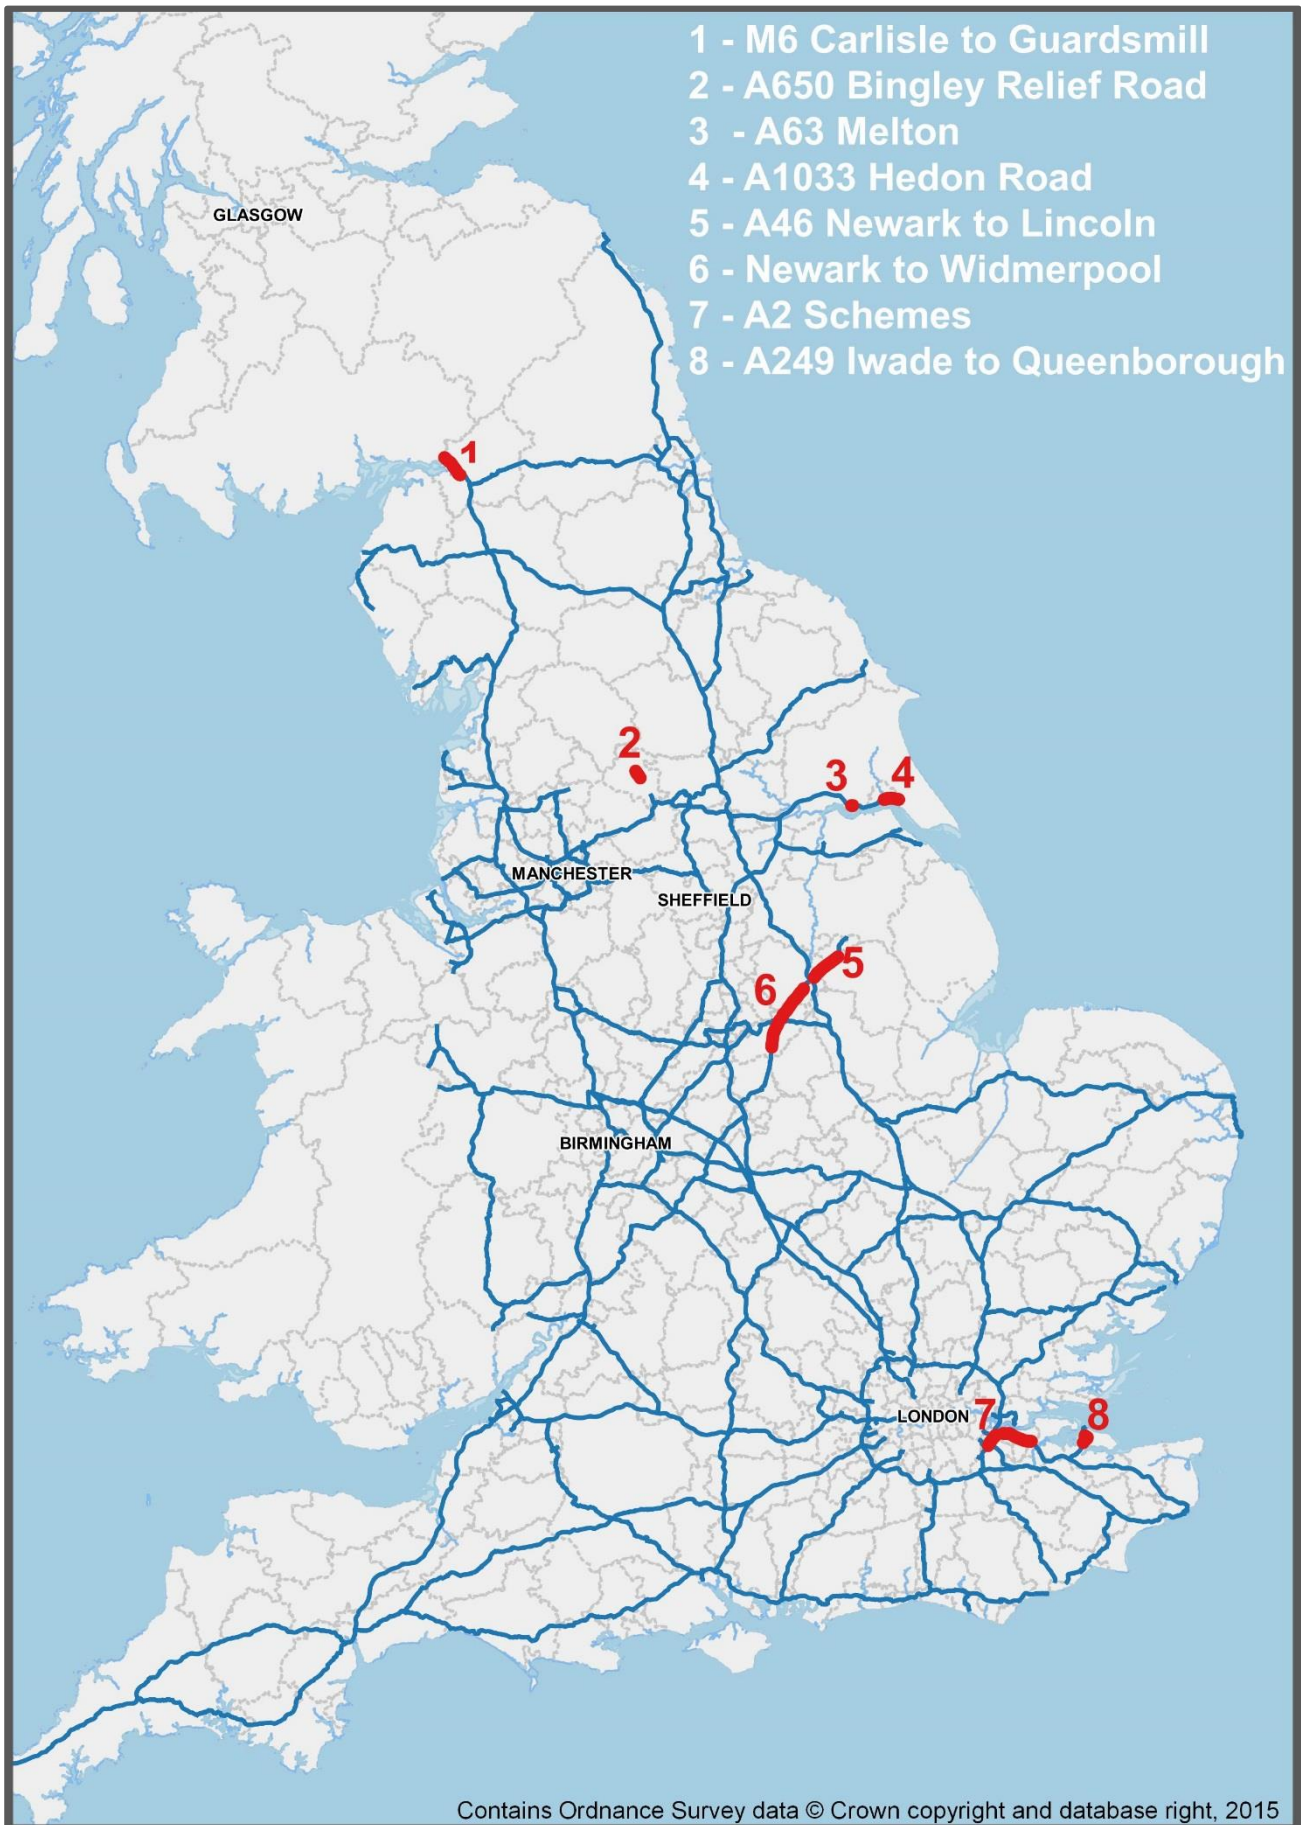 1 - M6 Carlisle to Guardsmill
2 - A650 Bingley Relief Road
3 - A63 Melton
4 - A1033 Hedon Road
5 - A46 Newark to Lincoln
6 - Newark to Widmerpool
7 - A2 Schemes
8 - A249 Iwade to Queenborough
GLASGOW
1
2
3
4
MANCHESTER
SHEFFIELD
5
6
BIRMINGHAM
LONDON
7
8
Contains Ordnance Survey data © Crown copyright and database right, 2015